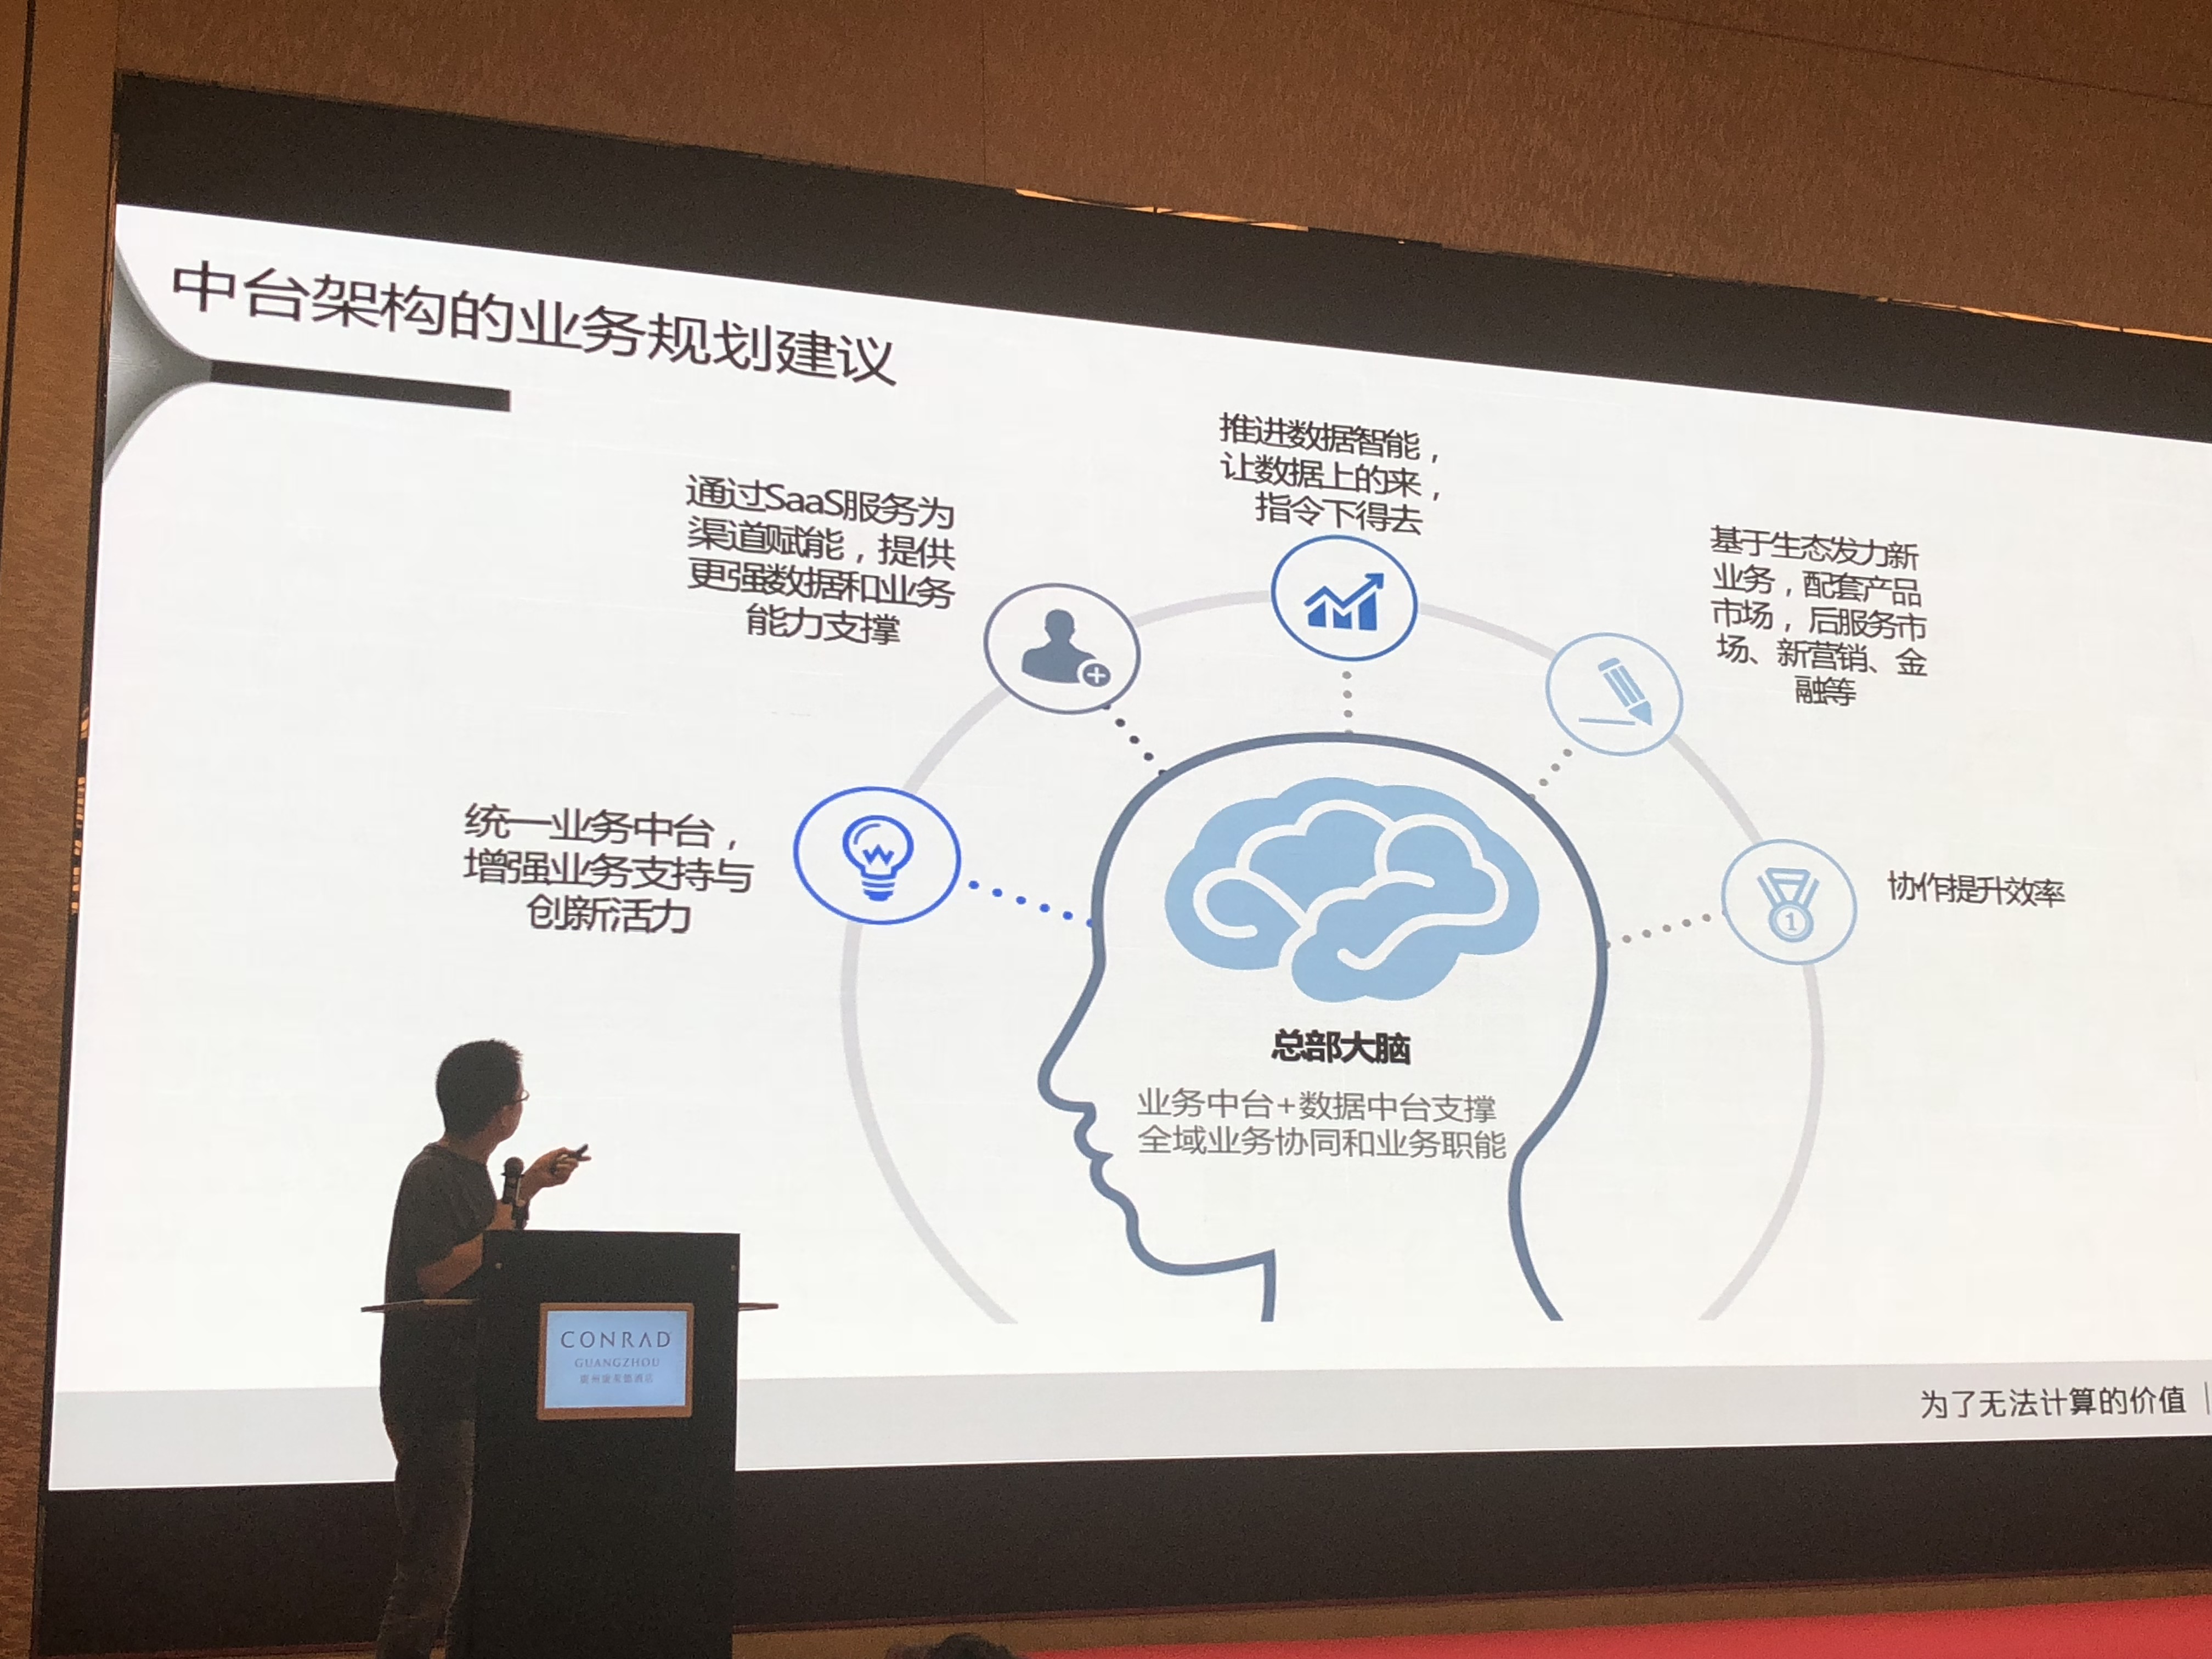 中台架构的业务规划建议
推进数据智能，
让数据上的来，
指令下得去
通过SaaS服务为
渠道赋能，提供
更强数据和业务
能力支撑
基于生态发力新
业务，配套产品
市场，后服务市
场、新营销、金
融等
统一业务中台，
增强业务支持与
创新活力
协作提升效率
1
总部大脑
业务中台+数据中台支撑
全域业务协同和业务职能
CONRAD
GUANGZHOU
为了无法计算的价值